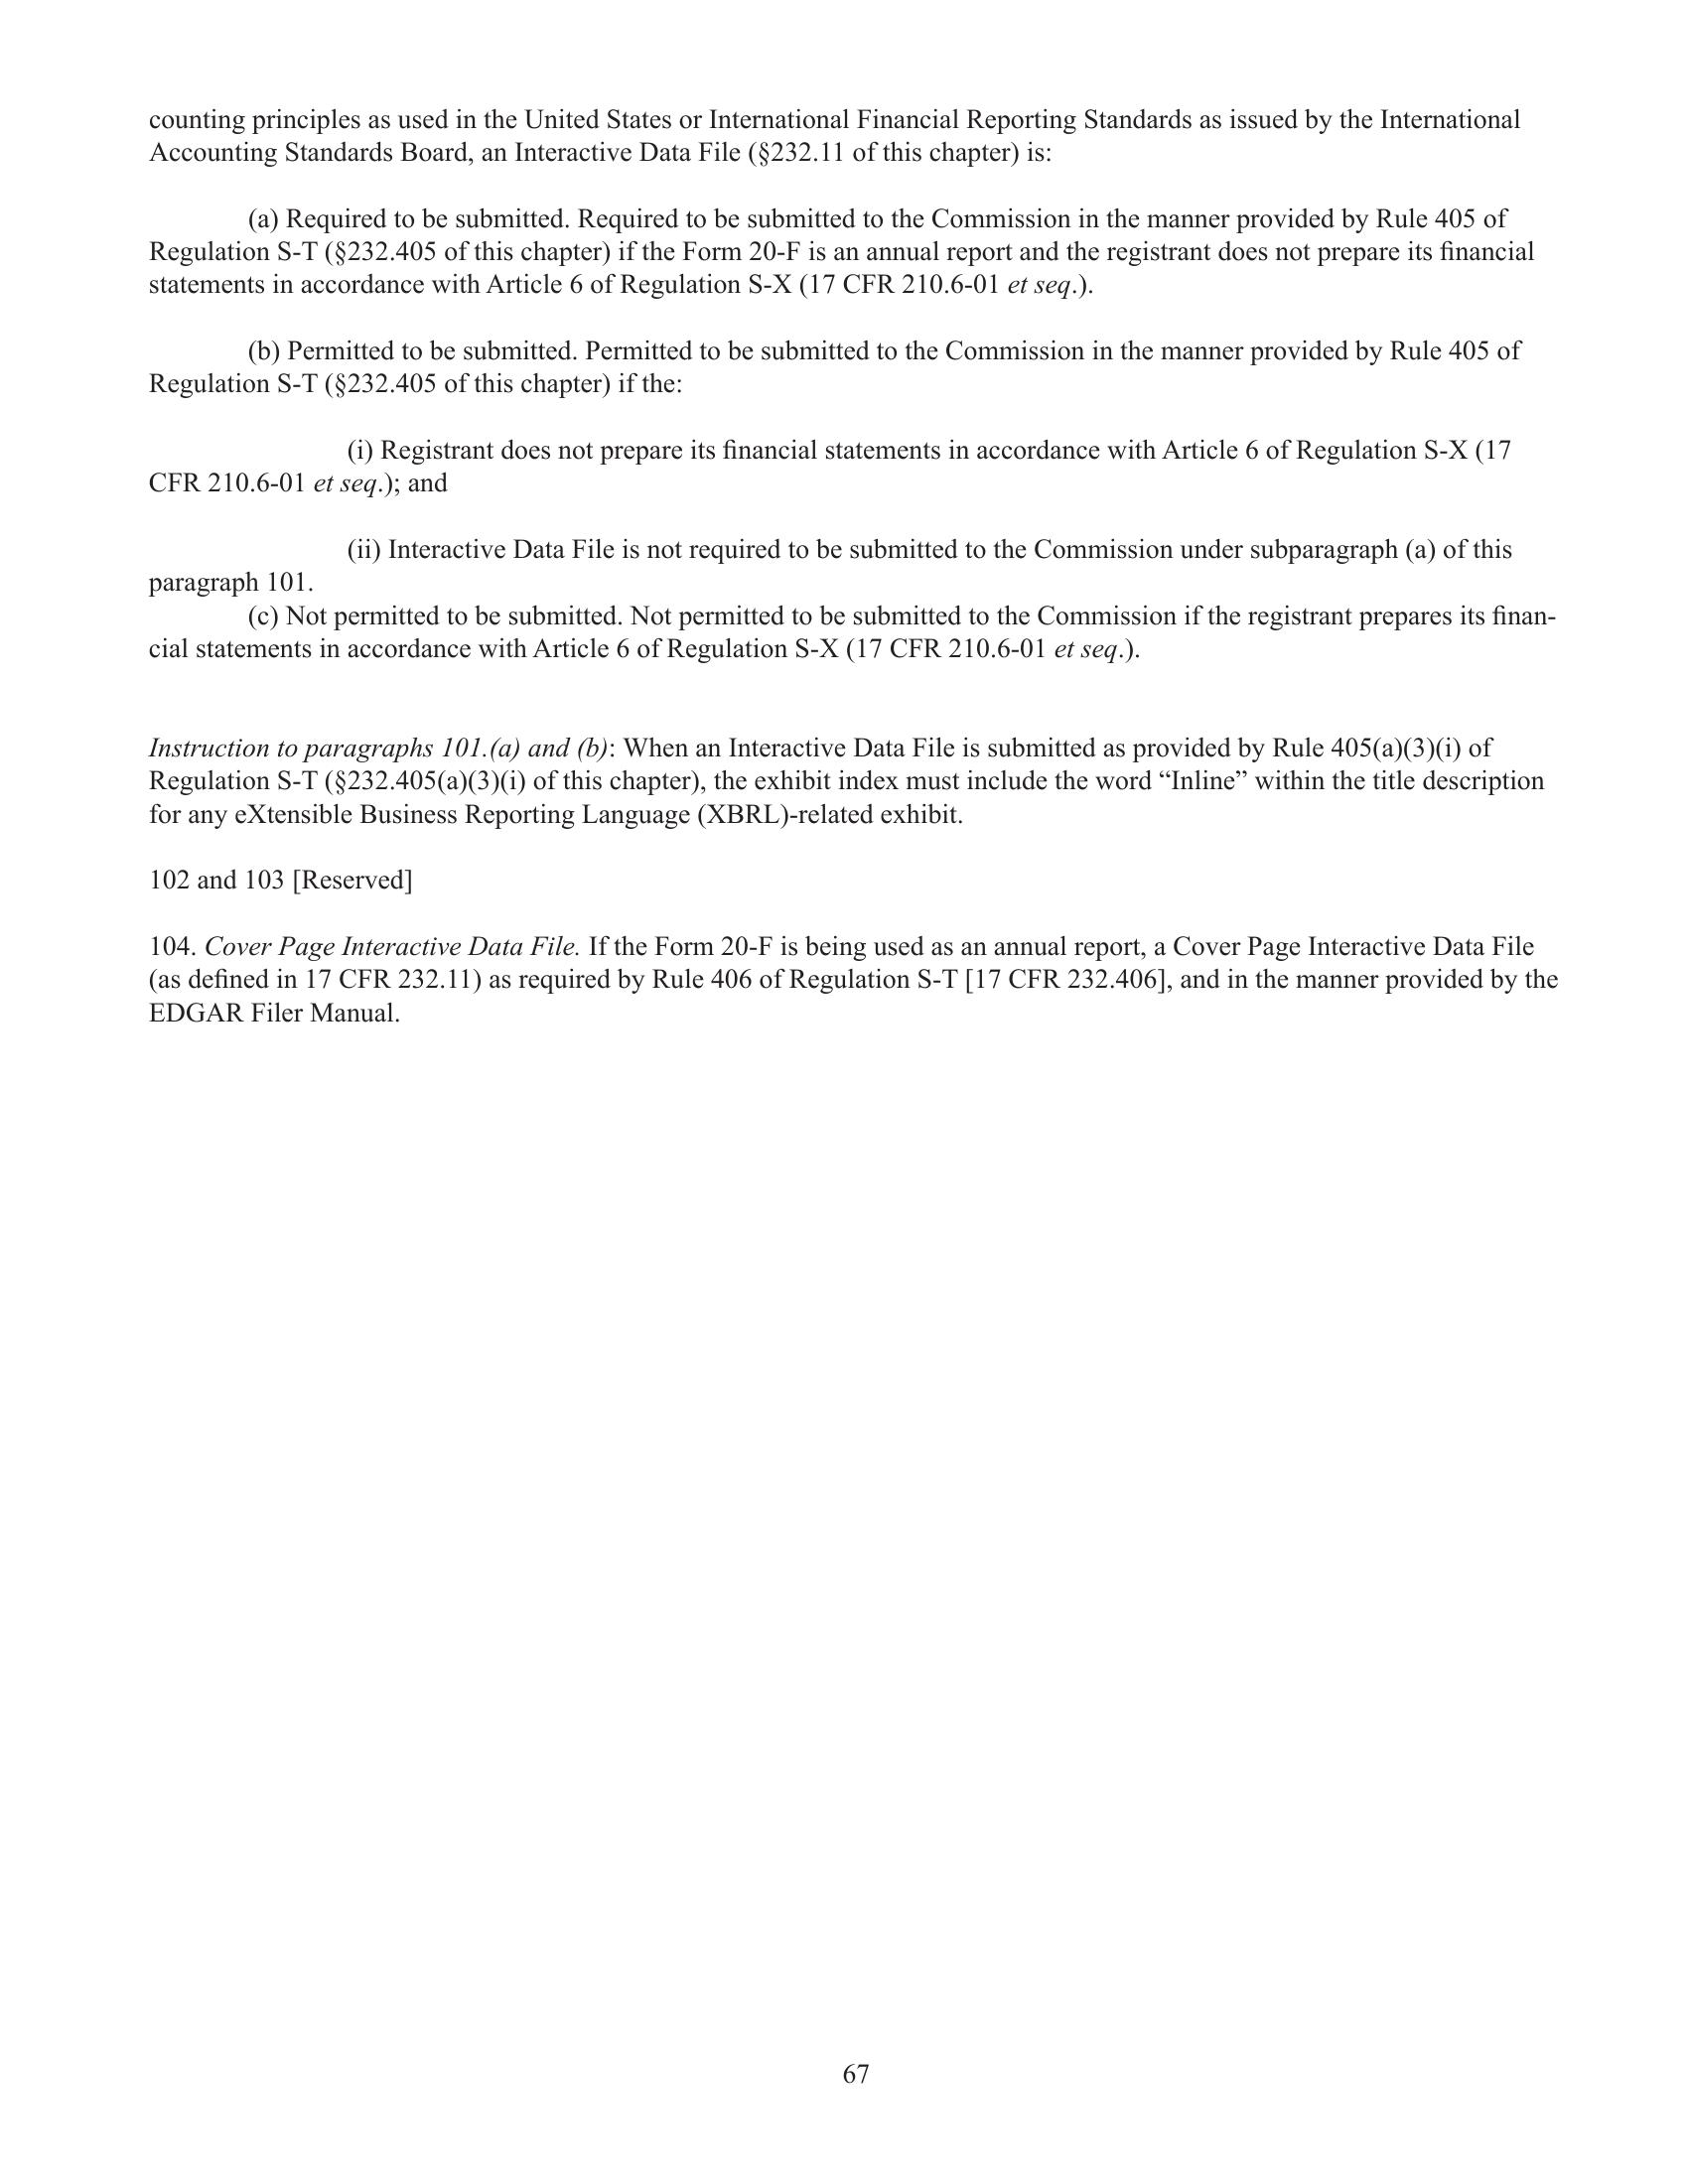 counting principles as used in the United States or International Financial Reporting Standards as issued by the International
Accounting Standards Board, an Interactive Data File (§232.11 of this chapter) is:
(a) Required to be submitted. Required to be submitted to the Commission in the manner provided by Rule 405 of
Regulation S-T (§232.405 of this chapter) if the Form 20-F is an annual report and the registrant does not prepare its financial
statements in accordance with Article 6 of Regulation S-X (17 CFR 210.6-01 et seq.).
(b) Permitted to be submitted. Permitted to be submitted to the Commission in the manner provided by Rule 405 of
Regulation S-T (§232.405 of this chapter) if the:
(i) Registrant does not prepare its financial statements in accordance with Article 6 of Regulation S-X (17
CFR 210.6-01 et seq.); and
(ii) Interactive Data File is not required to be submitted to the Commission under subparagraph (a) of this
paragraph 101.
(c) Not permitted to be submitted. Not permitted to be submitted to the Commission if the registrant prepares its finan-
cial statements in accordance with Article 6 of Regulation S-X (17 CFR 210.6-01 et seq.).
Instruction to paragraphs 101.(a) and (b): When an Interactive Data File is submitted as provided by Rule 405(a)(3)(i) of
Regulation S-T (§232.405(a)(3)(i) of this chapter), the exhibit index must include the word “Inline” within the title description
for any eXtensible Business Reporting Language (XBRL)-related exhibit.
102 and 103 [Reserved]
104. Cover Page Interactive Data File. If the Form 20-F is being used as an annual report, a Cover Page Interactive Data File
(as defined in 17 CFR 232.11) as required by Rule 406 of Regulation S-T [17 CFR 232.406], and in the manner provided by the
EDGAR Filer Manual.
67